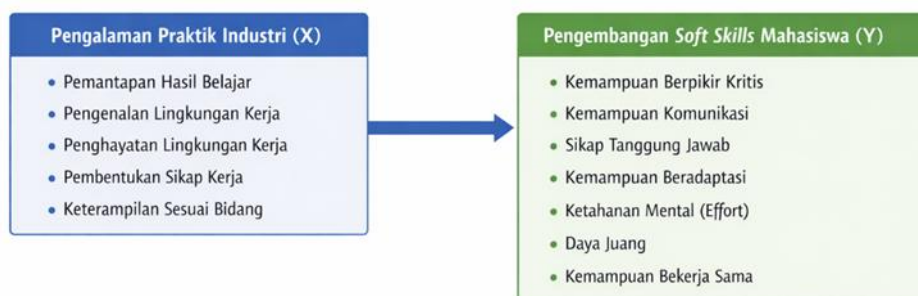 Pengalaman Praktik Industri (X)
• Pemantapan Hasil Belajar
• Pengenalan Lingkungan Kerja
• Penghayatan Lingkungan Kerja
• Pembentukan Sikap Kerja
• Keterampilan Sesuai Bidang
Pengembangan Soft Skills Mahasiswa (Y)
• Kemampuan Berpikir Kritis
• Kemampuan Komunikasi
• Sikap Tanggung Jawab
• Kemampuan Beradaptasi
• Ketahanan Mental (Effort)
• Daya Juang
• Kemampuan Bekerja Sama